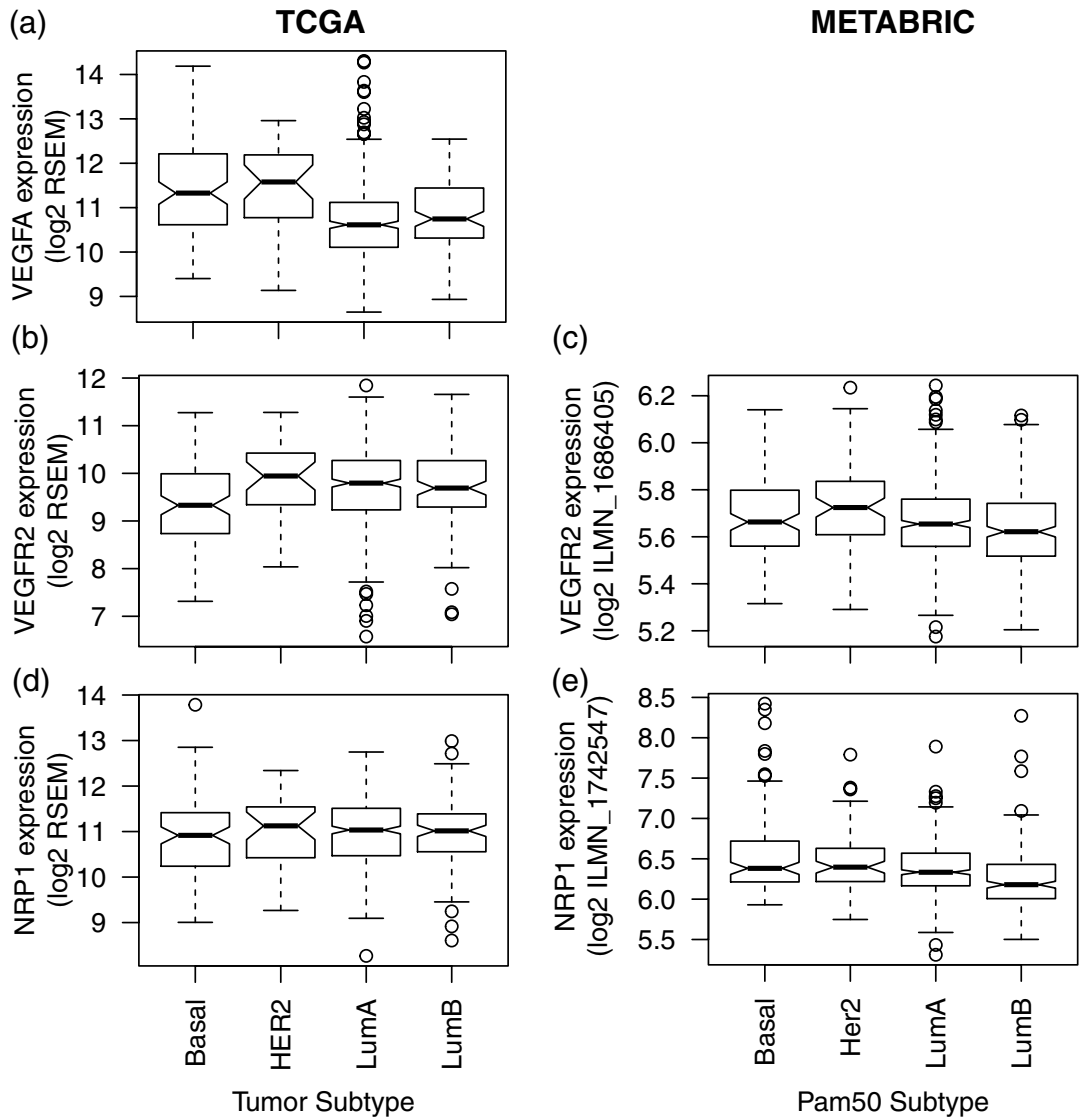 (a)
TCGA
METABRIC
VEGFA expression
(log2 RSEM)
14
13
12
11
10
9
(b)
VEGFR2 expression
(log2 RSEM)
12
11
10
9
8
7
(c)
VEGFR2 expression
(log2 ILMN_1686405)
6.2
6.0
5.8
5.6
5.4
5.2
(d)
NRP1 expression
(log2 RSEM)
14
13
12
11
10
9
Basal
HER2
LumA
LumB
Tumor Subtype
(e)
NRP1 expression
(log2 ILMN_1742547)
8.5
8.0
7.5
7.0
6.5
6.0
5.5
Basal
Her2
LumA
LumB
Pam50 Subtype